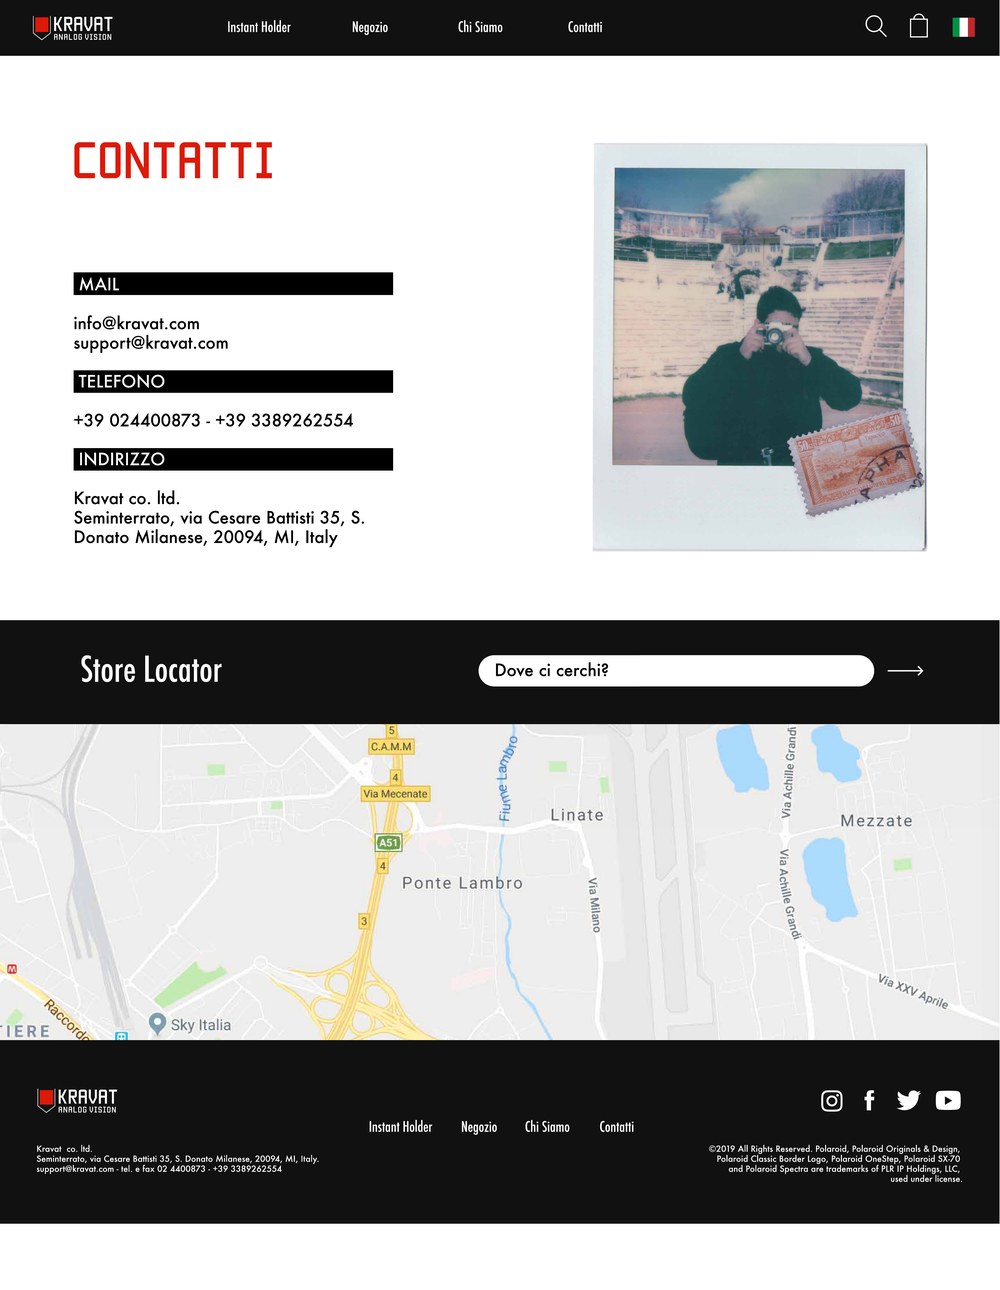 KRAVAT
ANALOG VISION
Instant Holder
Negozio
Chi Siamo
Contatti
CONTATTI
MAIL
info@kravat.com
support@kravat.com
TELEFONO
+39 024400873 - +39 3389262554
INDIRIZZO
Kravat co. ltd.
Seminterrato, via Cesare Battisti 35, S.
Donato Milanese, 20094, MI, Italy
50
50
Store Locator
Dove ci cerchi?
5
C.A.M.M
4
Via Mecenate
A51
4
3
Fiume Lambro
Linate
Ponte Lambro
Via Milano
Via Achille Grandi
Via Achille Grandi
Mezzate
Via XXV Aprile
M
Raccordo
TIERE
Sky Italia
KRAVAT
ANALOG VISION
Instant Holder
Negozio
Chi Siamo
Contatti
Kravat co. ltd.
Seminterrato, via Cesare Battisti 35, S. Donato Milanese, 20094, MI, Italy.
support@kravat.com - tel. e fax 02 4400873 - +39 3389262554
©2019 All Rights Reserved. Polaroid, Polaroid Originals & Design,
Polaroid Classic Border Logo, Polaroid OneStep, Polaroid SX-70
and Polaroid Spectra are trademarks of PLR IP Holdings, LLC,
used under license.